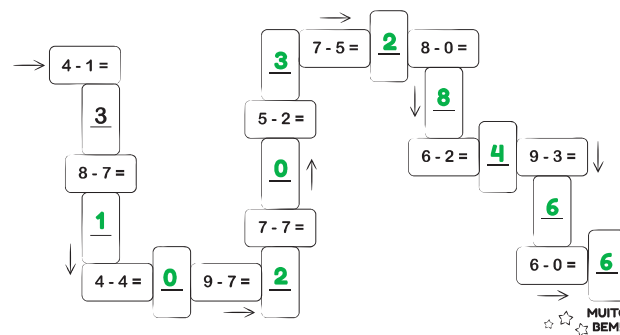 4 - 1 =
3
8 - 7 =
1
4 - 4 =
0
9 - 7 =
2
7 - 7 =
0
5 - 2 =
3
7 - 5 =
2
8 - 0 =
8
6 - 2 =
4
9 - 3 =
6
6 - 0 =
6
MUITO
BEM